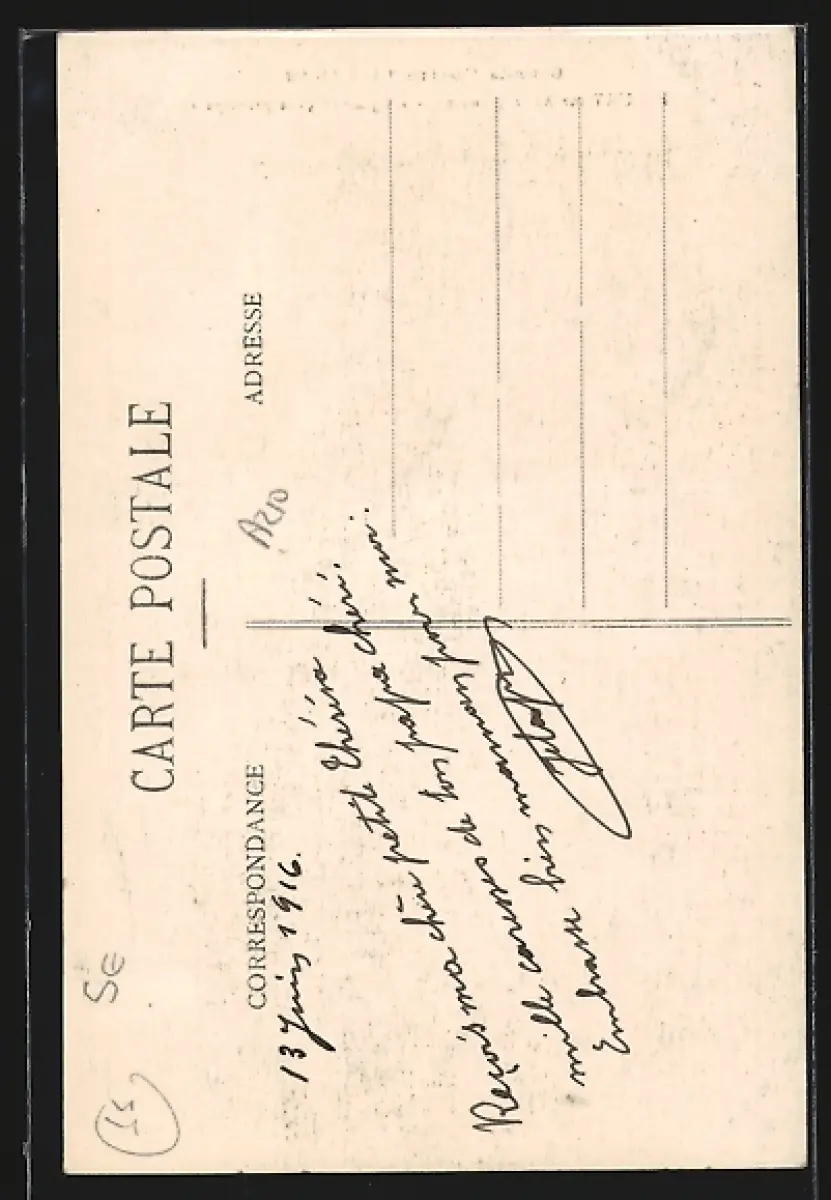 CARTE POSTALE
CORRESPONDANCE
ADRESSE
13 Juin 1916.
Reçois ma chère petite Thérésa
mille caresses de ton papa chéri.
Embrasse bien maman pour moi.